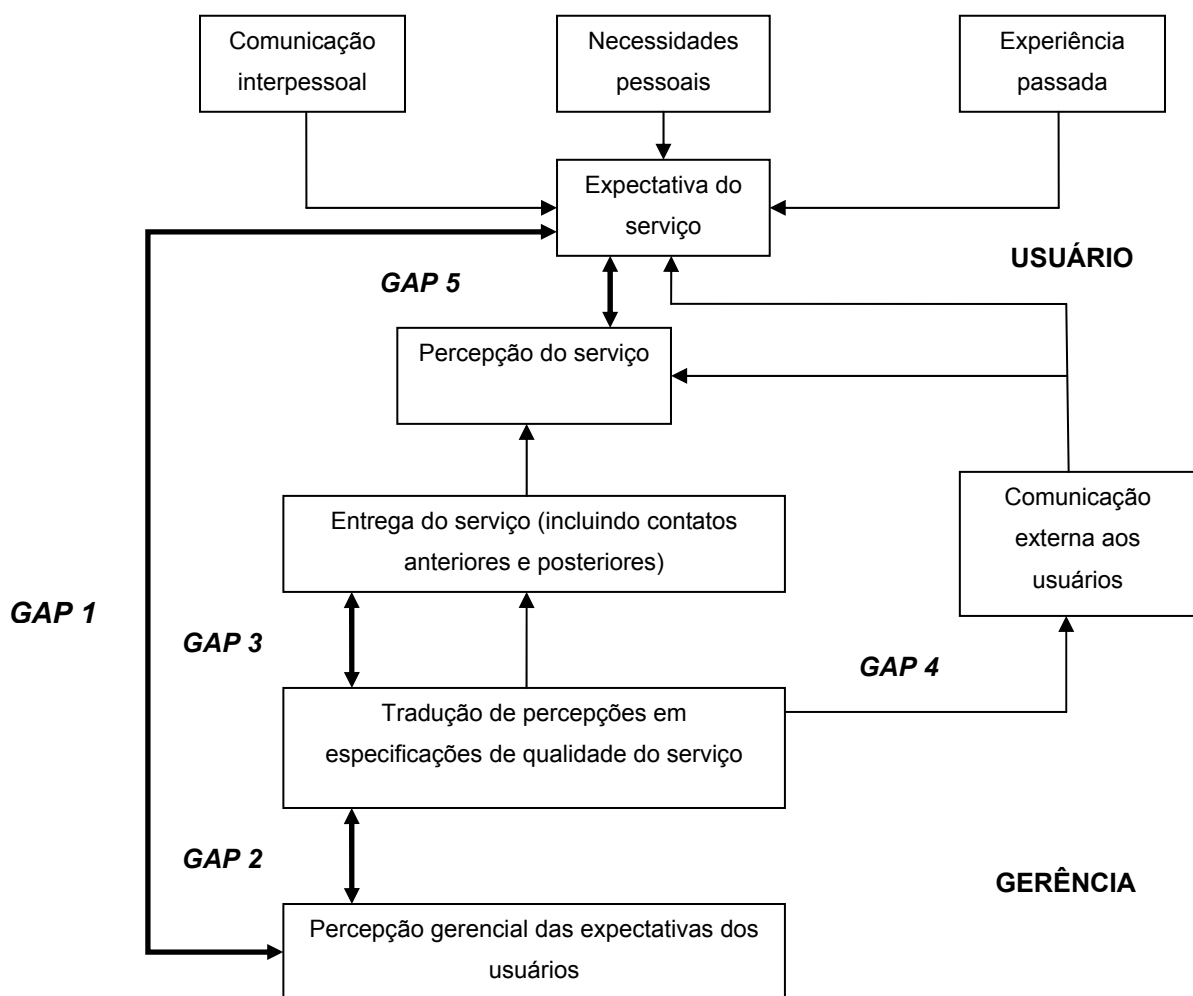 Comunicação
interpessoal
Necessidades
pessoais
Experiência
passada
Expectativa do
serviço
USUÁRIO
GAP 5
Percepção do serviço
Entrega do serviço (incluindo contatos
anteriores e posteriores)
Comunicação
externa aos
usuários
GAP 1
GAP 3
GAP 4
Tradução de percepções em
especificações de qualidade do serviço
GAP 2
GERÊNCIA
Percepção gerencial das expectativas dos
usuários